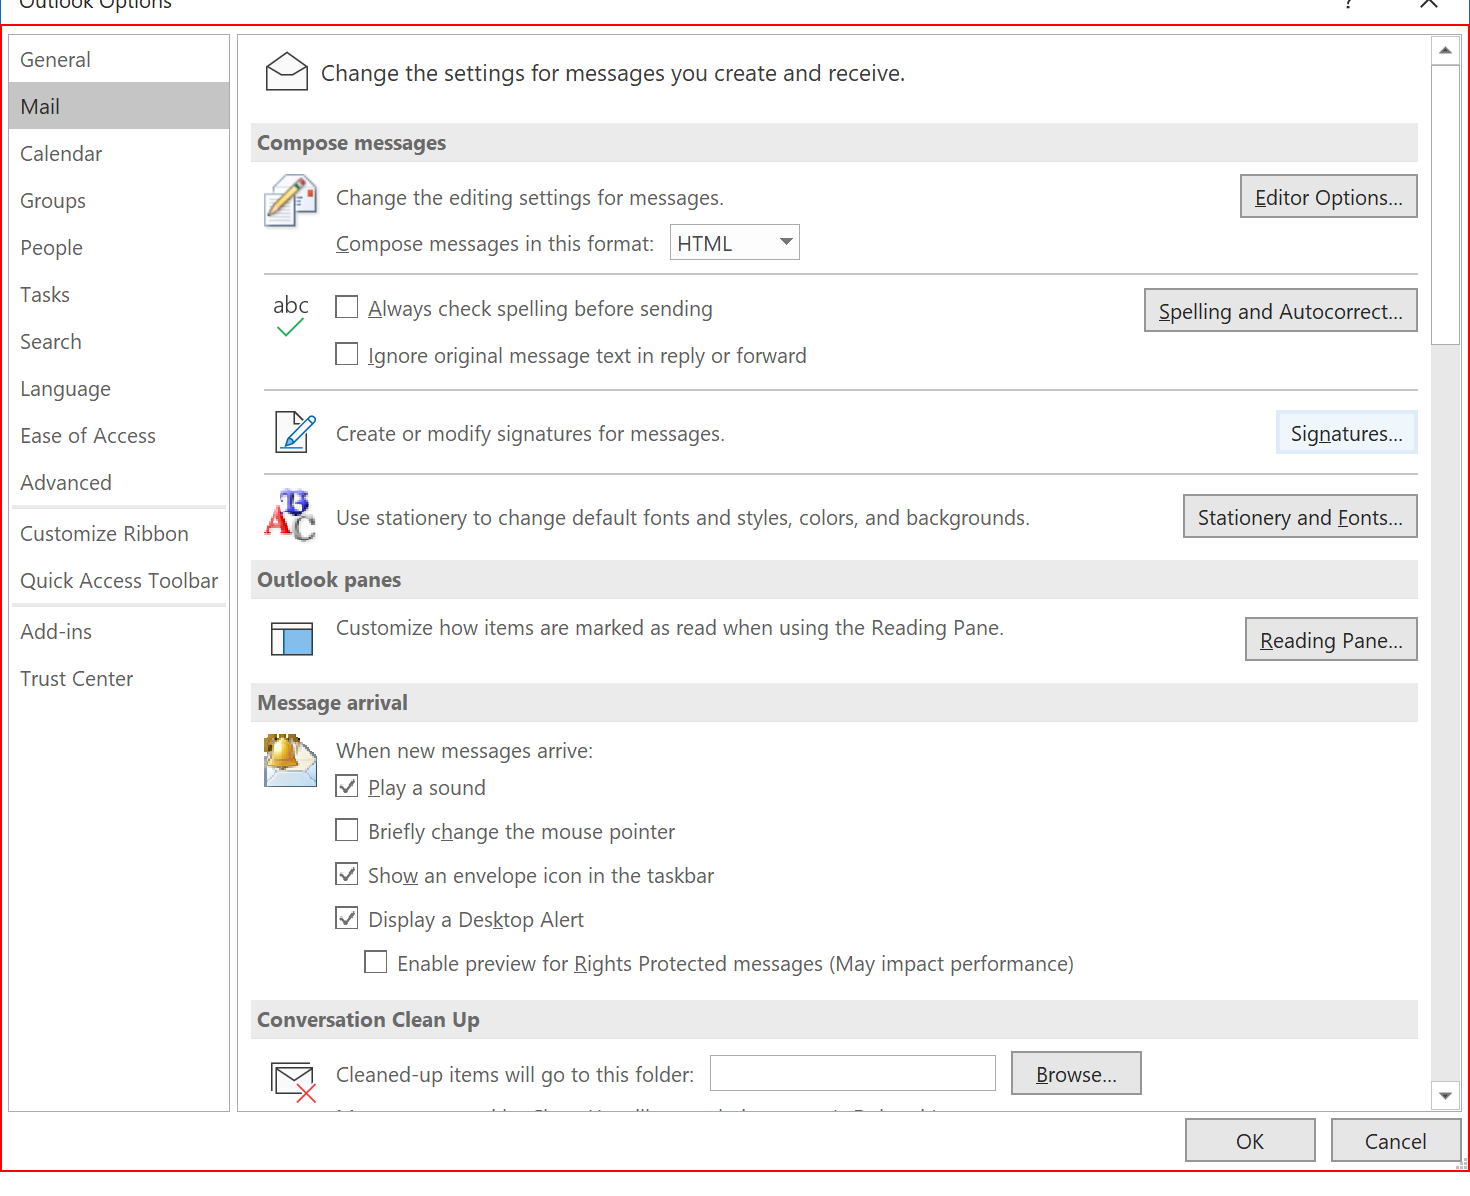 Outlook Options
?
General
Mail
Calendar
Groups
People
Tasks
Search
Language
Ease of Access
Advanced
Customize Ribbon
Quick Access Toolbar
Add-ins
Trust Center
Change the settings for messages you create and receive.
Compose messages
Change the editing settings for messages.
Editor Options...
Compose messages in this format: HTML
abc
Always check spelling before sending
Spelling and Autocorrect...
Ignore original message text in reply or forward
Create or modify signatures for messages.
Signatures...
Use stationery to change default fonts and styles, colors, and backgrounds.
Stationery and Fonts...
Outlook panes
Customize how items are marked as read when using the Reading Pane.
Reading Pane...
Message arrival
When new messages arrive:
Play a sound
Briefly change the mouse pointer
Show an envelope icon in the taskbar
Display a Desktop Alert
Enable preview for Rights Protected messages (May impact performance)
Conversation Clean Up
Cleaned-up items will go to this folder:
Browse...
OK
Cancel